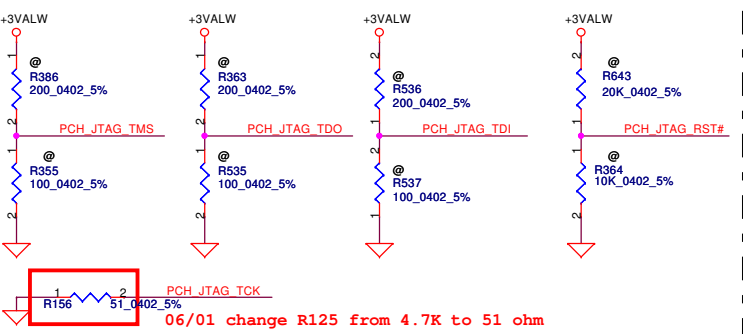 +3VALW +3VALW +3VALW +3VALW
1 @ R386 200_0402_5% 2
1 @ R363 200_0402_5% 2
2 @ R536 200_0402_5% 1
2 @ R643 20K_0402_5% 1
PCH_JTAG_TMS PCH_JTAG_TDO PCH_JTAG_TDI PCH_JTAG_RST#
1 @ R355 100_0402_5% 2
1 @ R535 100_0402_5% 2
2 @ R537 100_0402_5% 1
1 @ R364 10K_0402_5% 2
1 2 PCH_JTAG_TCK
R156 51_0402_5%
06/01 change R125 from 4.7K to 51 ohm